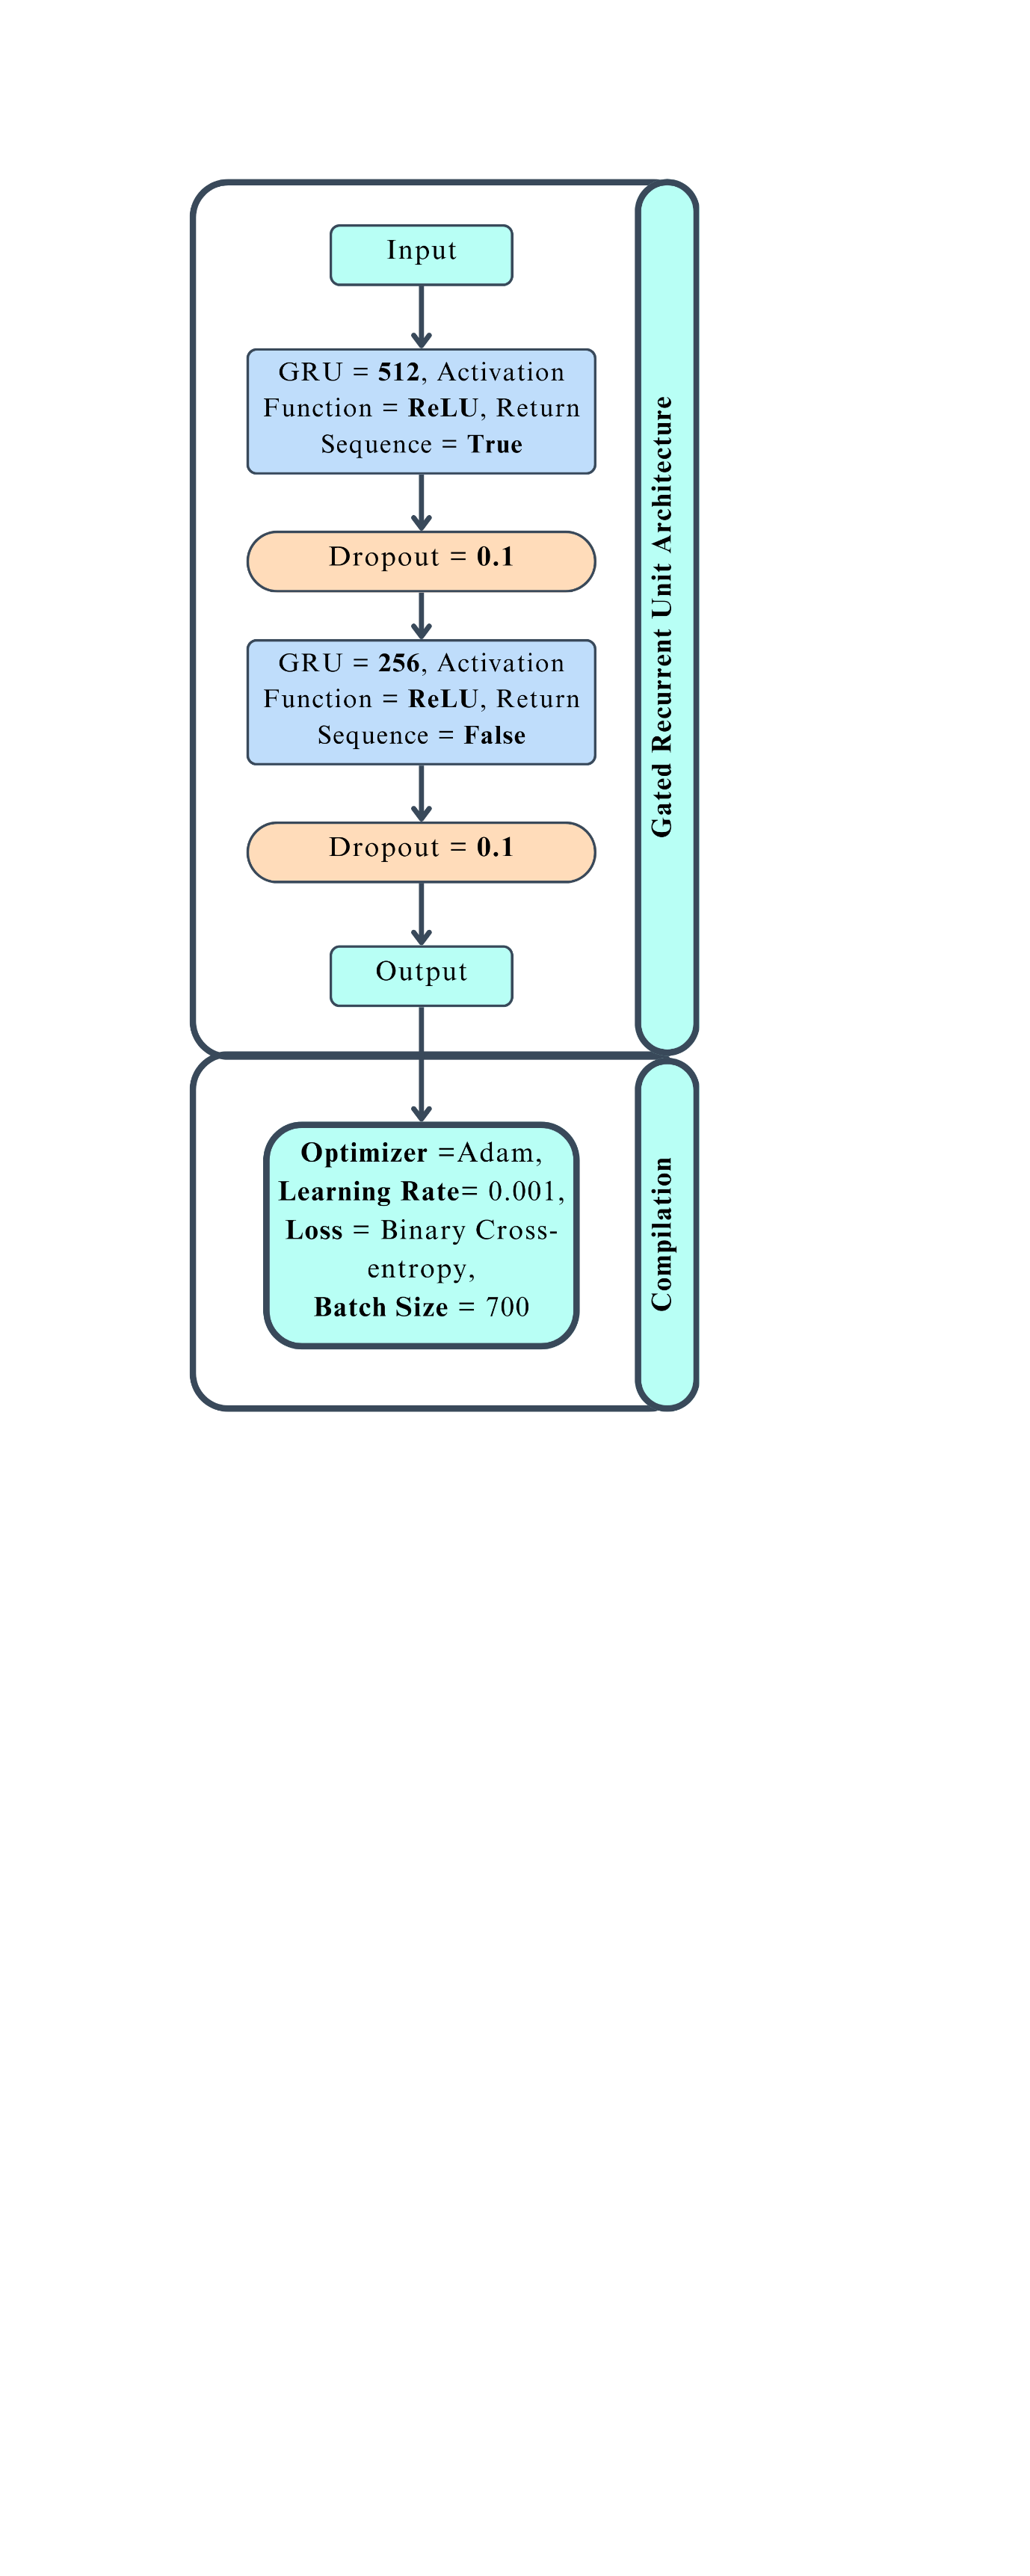 Input
GRU = 512, Activation
Function = ReLU, Return
Sequence = True
Dropout = 0.1
GRU = 256, Activation
Function = ReLU, Return
Sequence = False
Dropout = 0.1
Output
Gated Recurrent Unit Architecture
Optimizer =Adam,
Learning Rate= 0.001,
Loss = Binary Cross-
entropy,
Batch Size = 700
Compilation